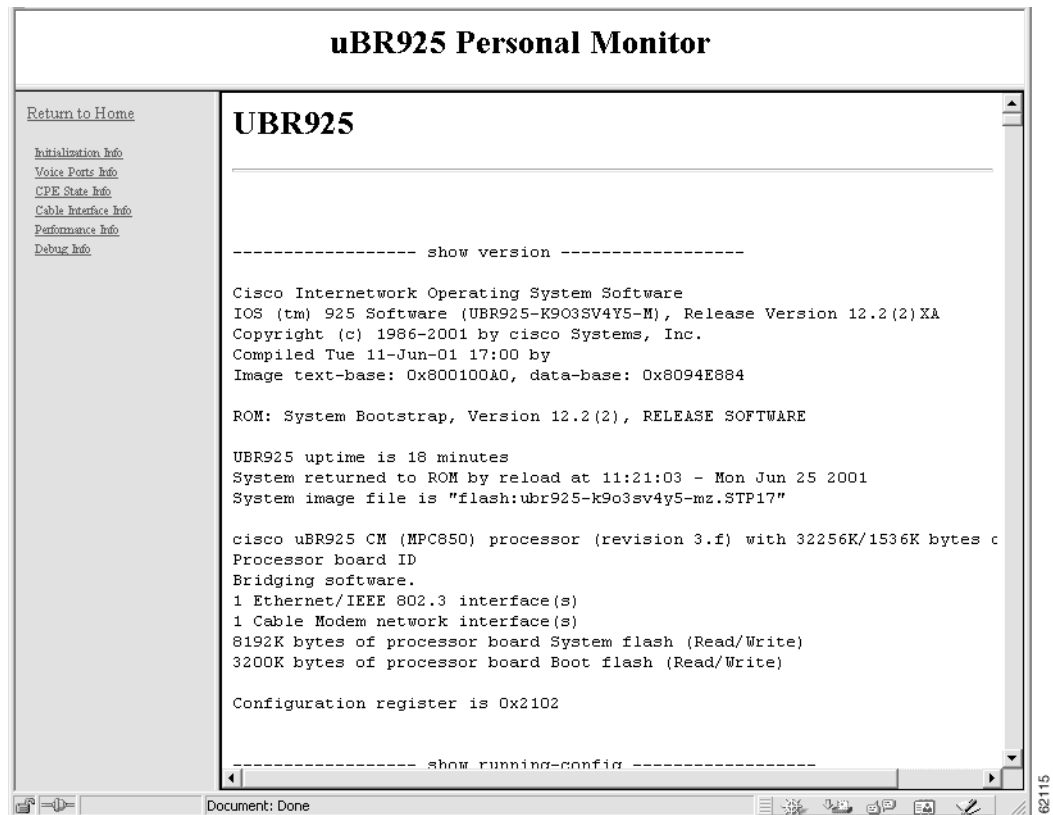 uBR925 Personal Monitor
Return to Home
Initialization Info
Voice Ports Info
CPE State Info
Cable Interface Info
Performance Info
Debug Info
UBR925
------------------ show version ------------------
Cisco Internetwork Operating System Software
IOS (tm) 925 Software (UBR925-K9O3SV4Y5-M), Release Version 12.2(2)XA
Copyright (c) 1986-2001 by cisco Systems, Inc.
Compiled Tue 11-Jun-01 17:00 by
Image text-base: 0x800100A0, data-base: 0x8094E884
ROM: System Bootstrap, Version 12.2(2), RELEASE SOFTWARE
UBR925 uptime is 18 minutes
System returned to ROM by reload at 11:21:03 - Mon Jun 25 2001
System image file is "flash:ubr925-k9o3sv4y5-mz.STP17"
cisco uBR925 CM (MPC850) processor (revision 3.f) with 32256K/1536K bytes
Processor board ID
Bridging software.
1 Ethernet/IEEE 802.3 interface(s)
1 Cable Modem network interface(s)
8192K bytes of processor board System flash (Read/Write)
3200K bytes of processor board Boot flash (Read/Write)
Configuration register is 0x2102
------------------ show running-config ------------------
Document: Done
62115